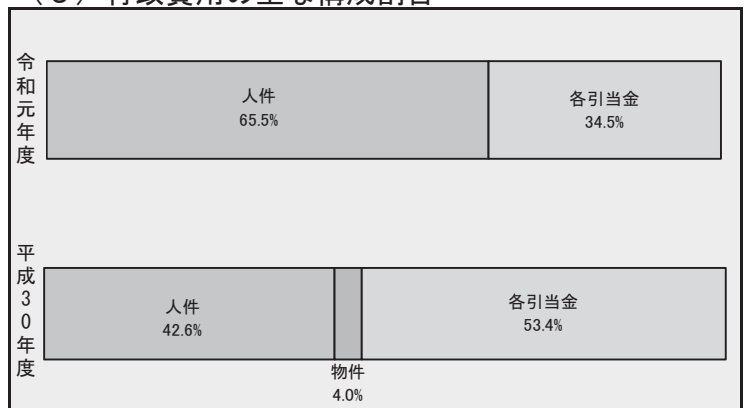 令和元年度
人件
65.5%
各引当金
34.5%
平成30年度
人件
42.6%
各引当金
53.4%
物件
4.0%